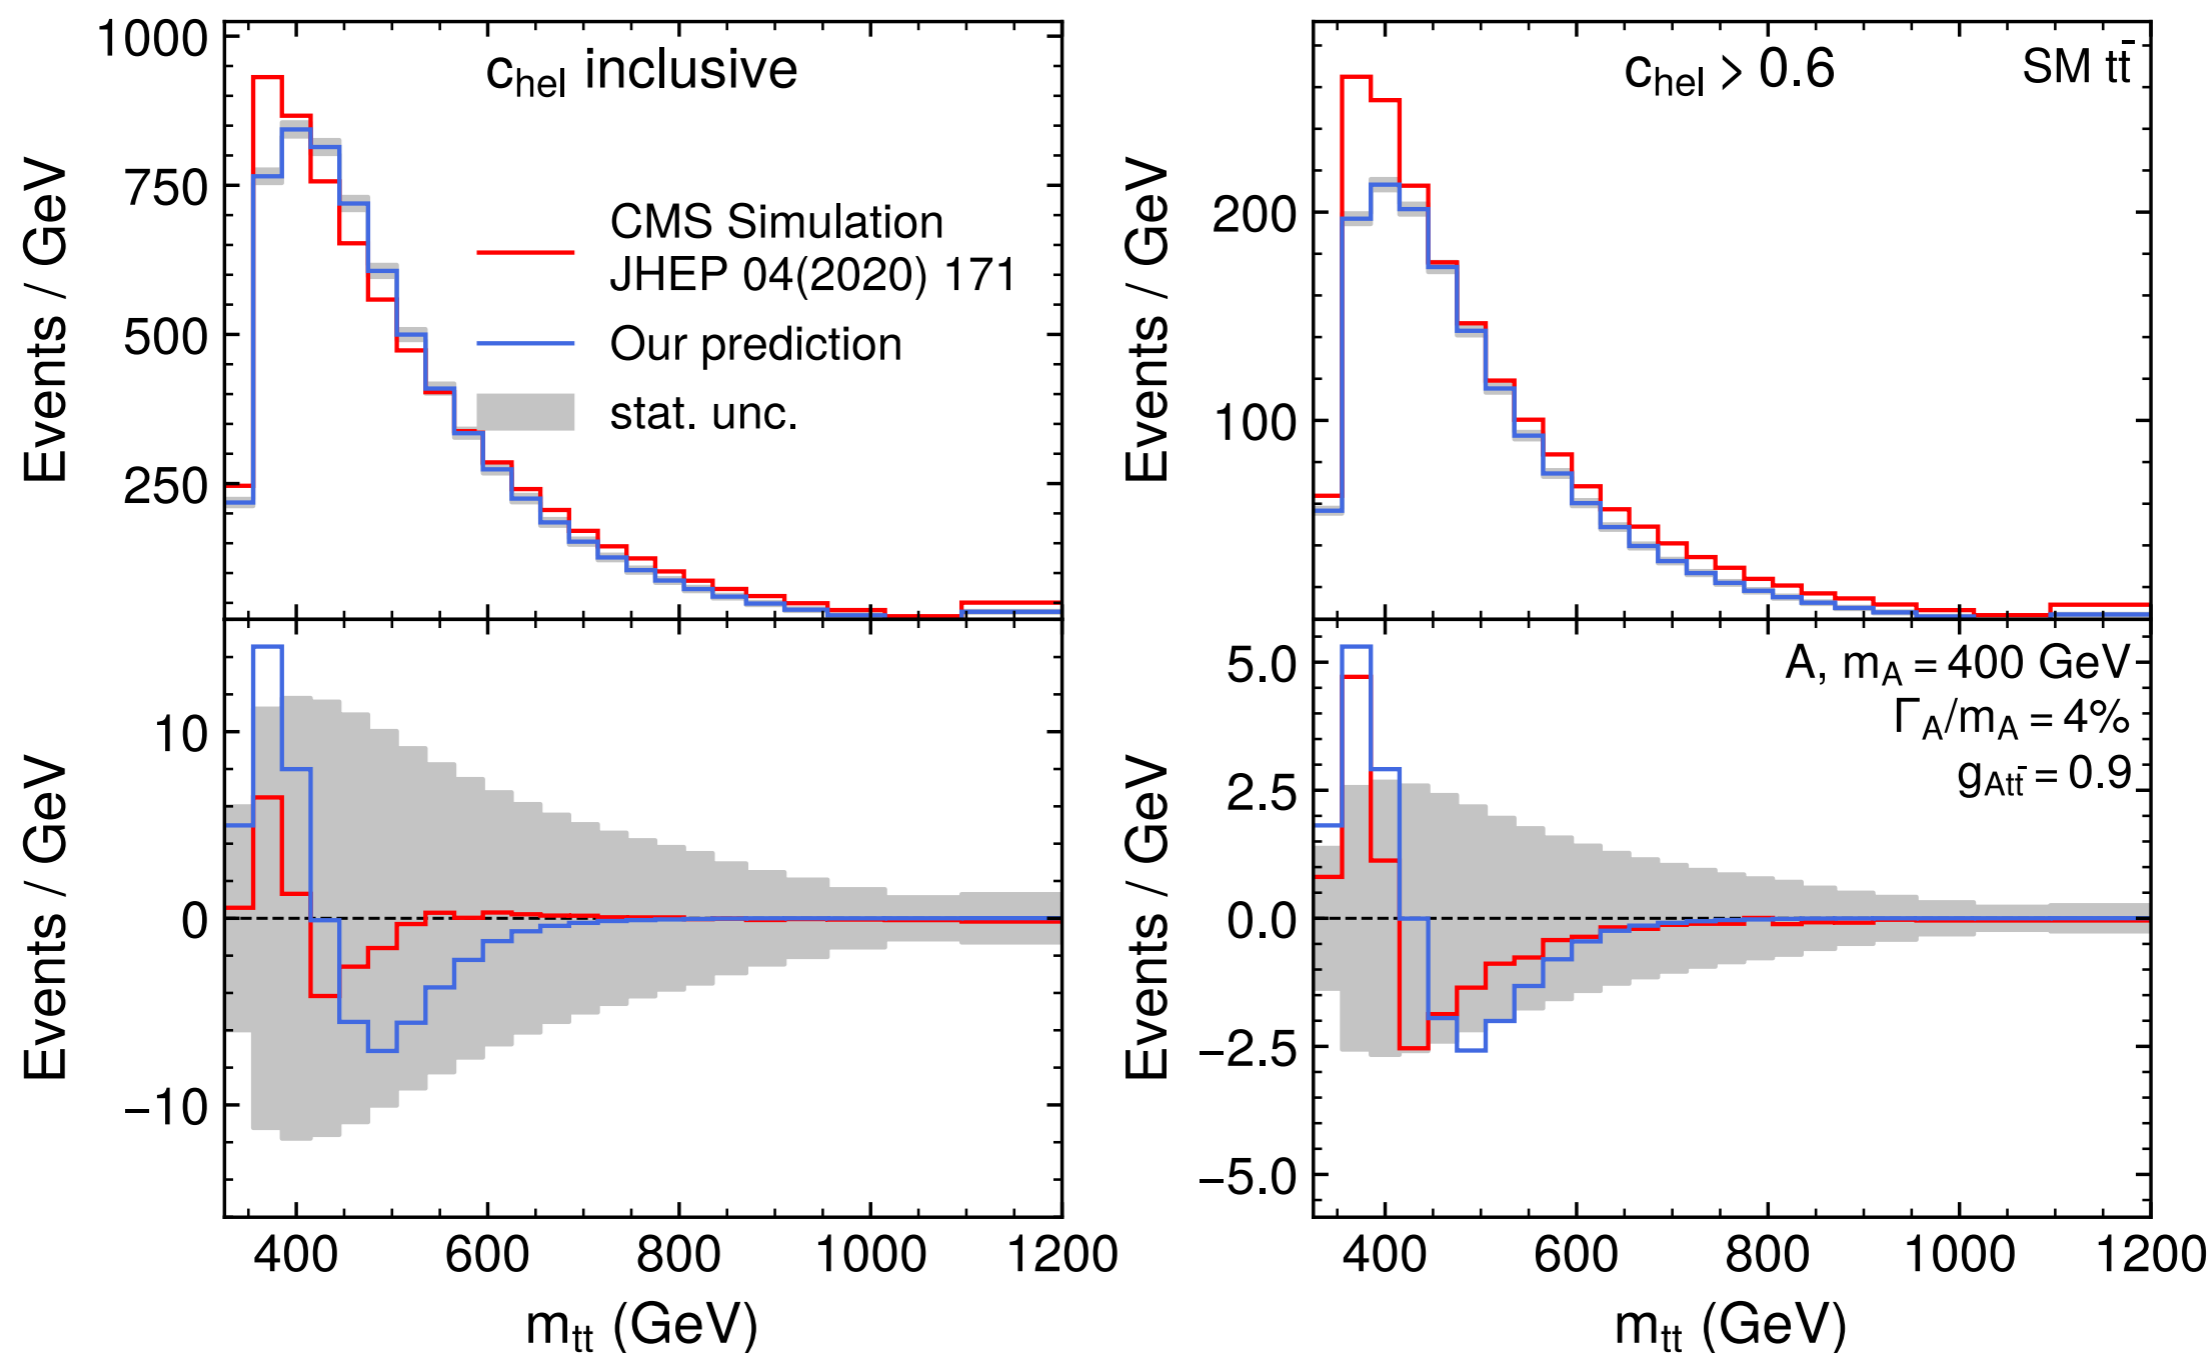 1000
750
500
250
Events / GeV
c_hel inclusive
CMS Simulation
JHEP 04(2020) 171
Our prediction
stat. unc.
200
100
Events / GeV
c_hel > 0.6
SM tt̄
10
0
−10
Events / GeV
400
600
800
1000
1200
m_tt (GeV)
5.0
2.5
0.0
−2.5
−5.0
Events / GeV
A, m_A = 400 GeV
Γ_A/m_A = 4%
g_Att̄ = 0.9
400
600
800
1000
1200
m_tt (GeV)